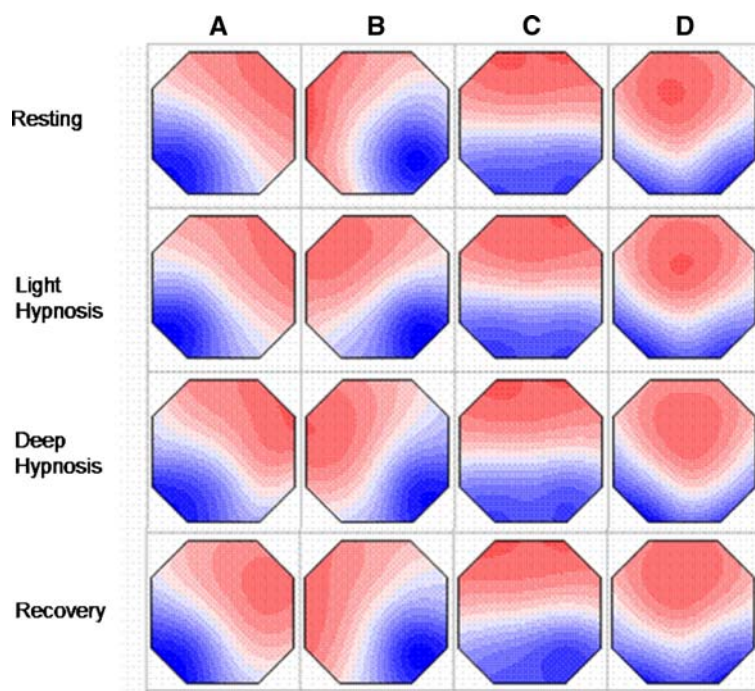 A B C D
Resting
Light
Hypnosis
Deep
Hypnosis
Recovery